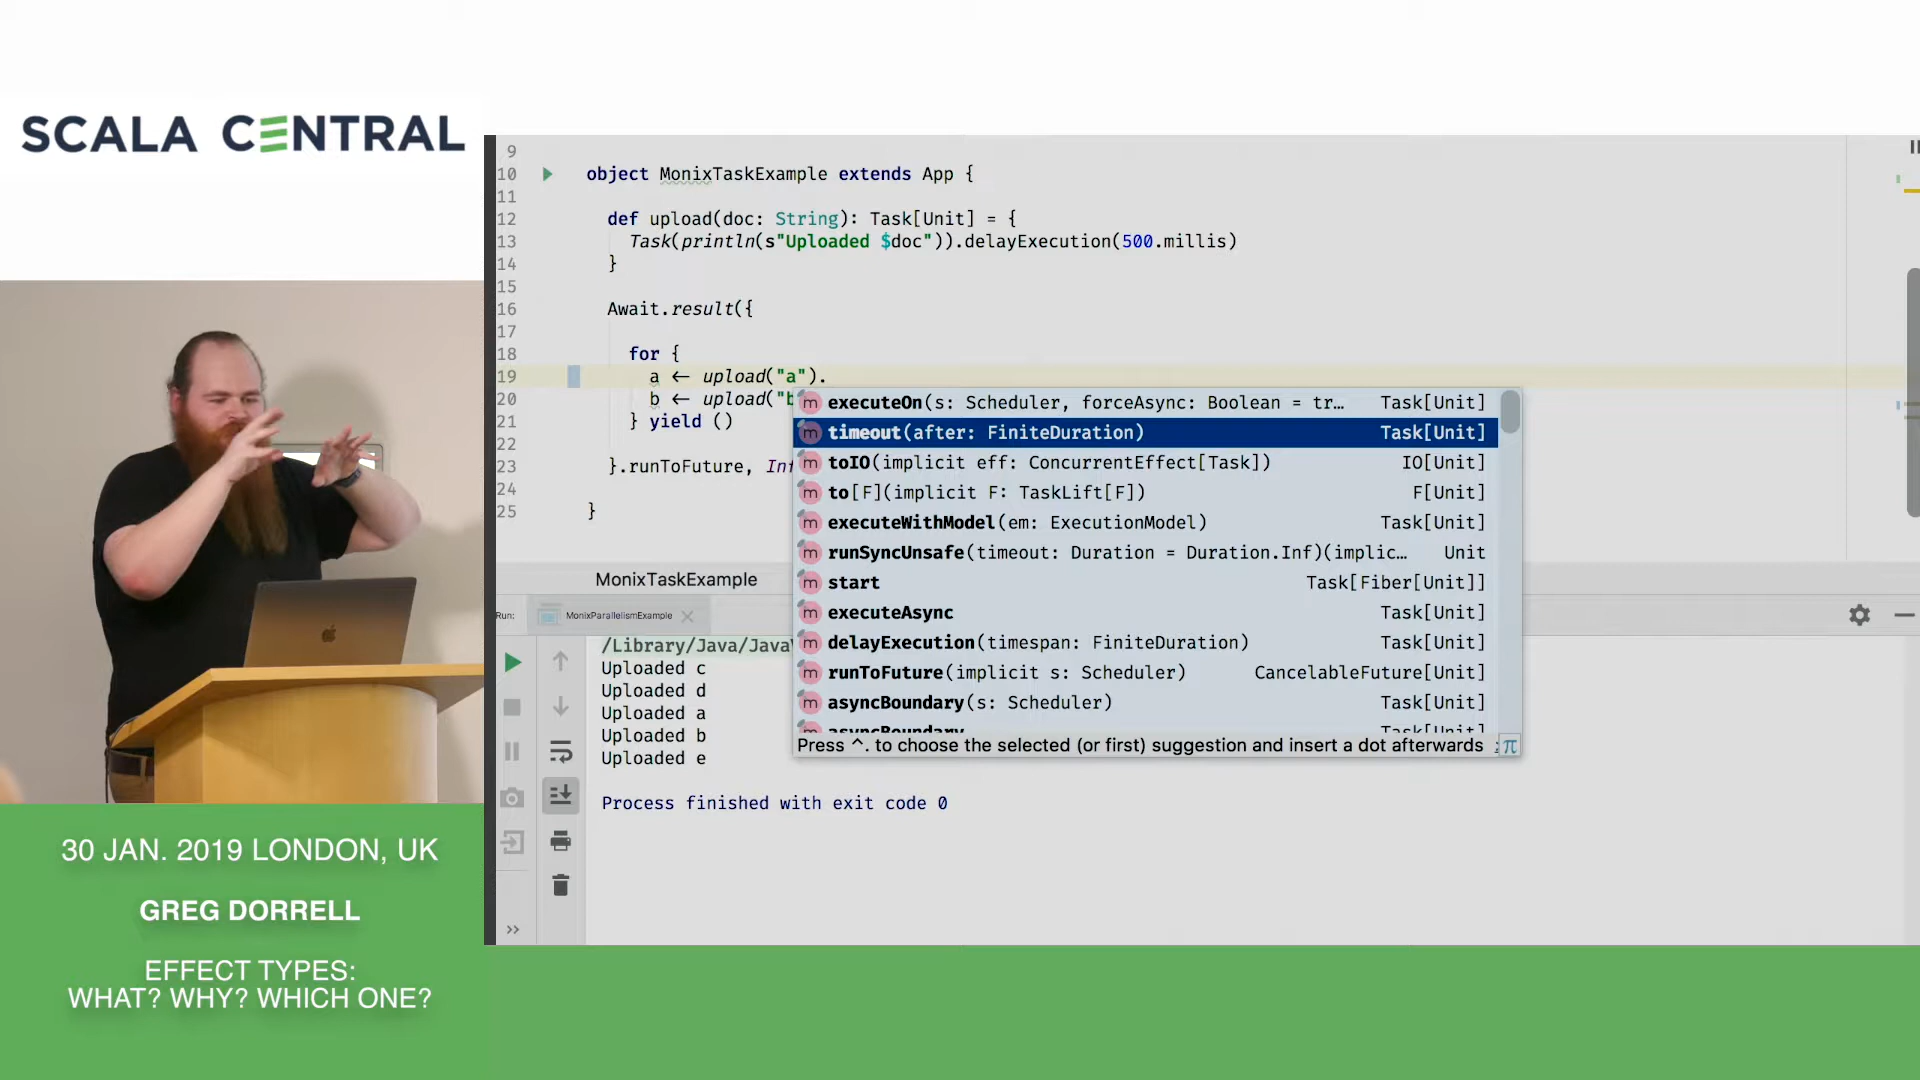 SCALA CENTRAL
9
10 object MonixTaskExample extends App {
11
12 def upload(doc: String): Task[Unit] = {
13 Task(println(s"Uploaded $doc")).delayExecution(500.millis)
14 }
15
16 Await.result({
17
18 for {
19 a ← upload("a").
20 b ← upload("b
21 } yield ()
22
23 }.runToFuture, Inf
24
25 }
executeOn(s: Scheduler, forceAsync: Boolean = tr… Task[Unit]
timeout(after: FiniteDuration) Task[Unit]
toIO(implicit eff: ConcurrentEffect[Task]) IO[Unit]
to[F](implicit F: TaskLift[F]) F[Unit]
executeWithModel(em: ExecutionModel) Task[Unit]
runSyncUnsafe(timeout: Duration = Duration.Inf)(implic… Unit
start Task[Fiber[Unit]]
executeAsync Task[Unit]
delayExecution(timespan: FiniteDuration) Task[Unit]
runToFuture(implicit s: Scheduler) CancelableFuture[Unit]
asyncBoundary(s: Scheduler) Task[Unit]
asyncBoundary Task[Unit]
Press ^. to choose the selected (or first) suggestion and insert a dot afterwards π
MonixTaskExample
Run: MonixParallelismExample
/Library/Java/JavaV
Uploaded c
Uploaded d
Uploaded a
Uploaded b
Uploaded e
Process finished with exit code 0
30 JAN. 2019 LONDON, UK
GREG DORRELL
EFFECT TYPES:
WHAT? WHY? WHICH ONE?